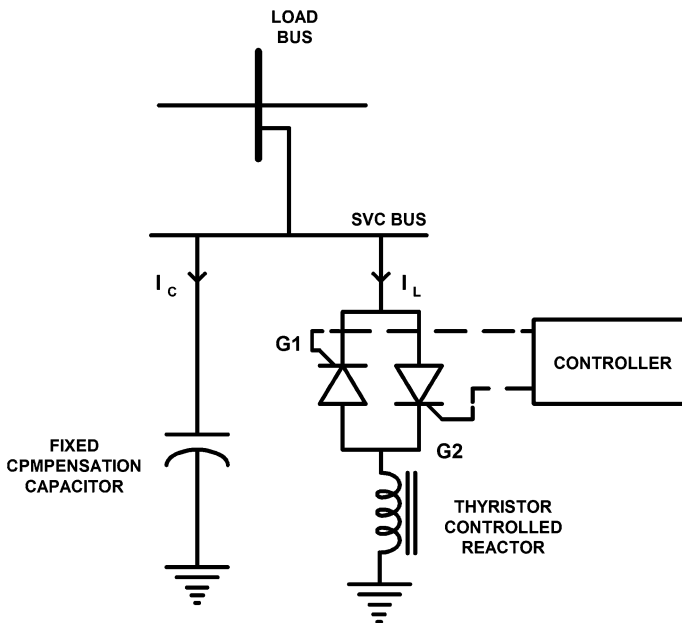 LOAD
BUS
SVC BUS
I C
I L
G1
CONTROLLER
G2
FIXED
CPMPENSATION
CAPACITOR
THYRISTOR
CONTROLLED
REACTOR